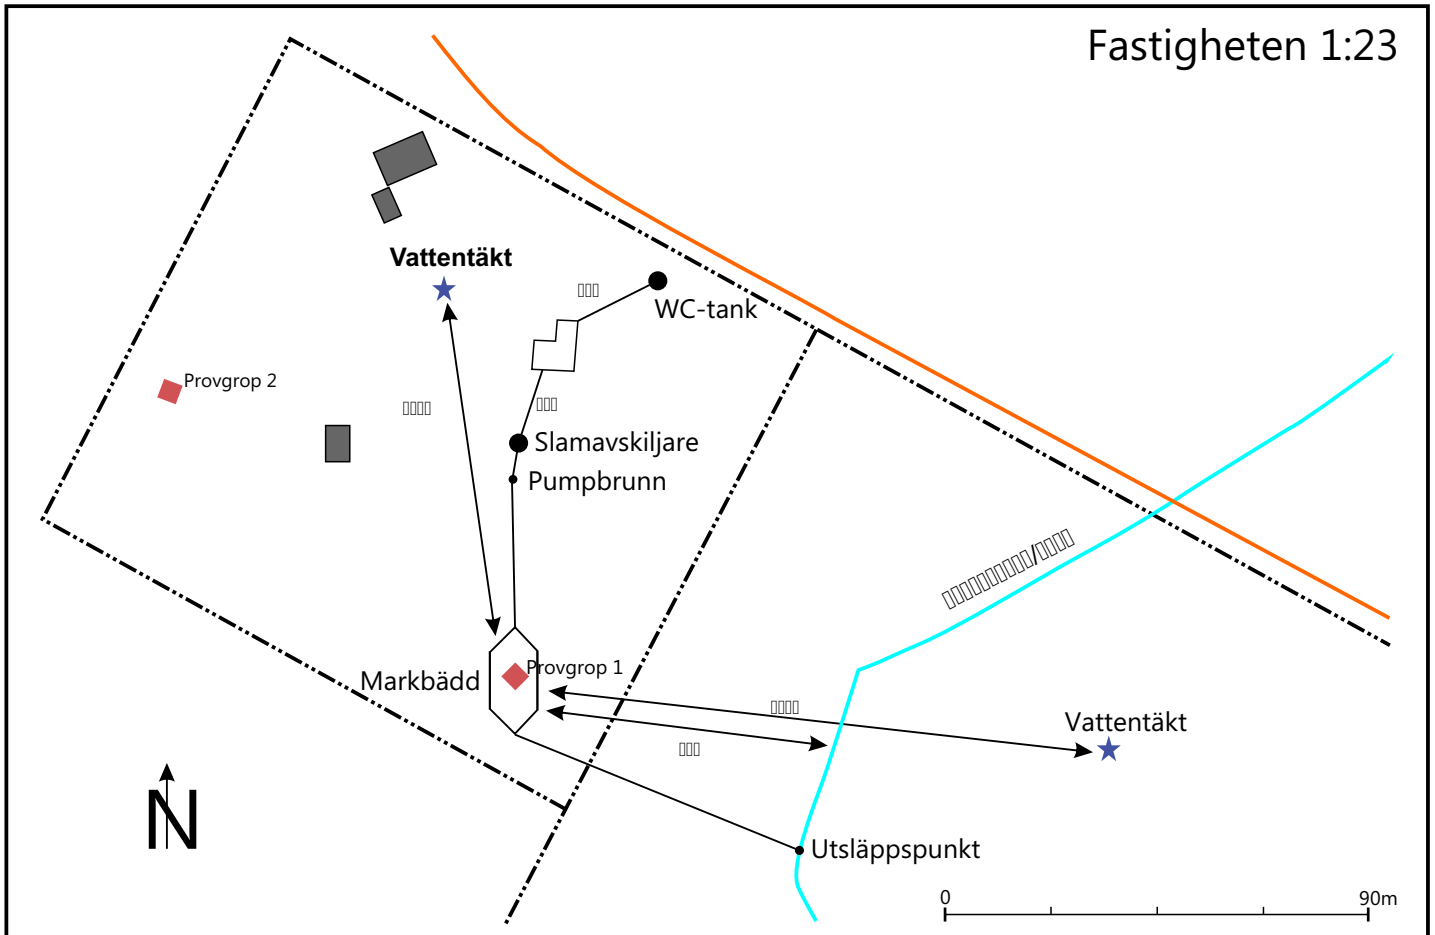 Fastigheten 1:23
Vattentäkt
WC-tank
Provgrop 2
Slamavskiljare
Pumpbrunn
Provgrop 1
Markbädd
Vattentäkt
Utsläppspunkt
N
0
90m